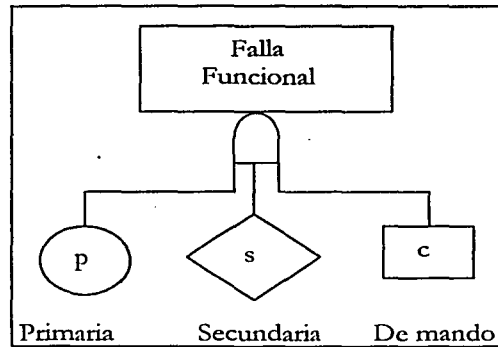 Falla
Funcional
p
s
c
Primaria
Secundaria
De mando